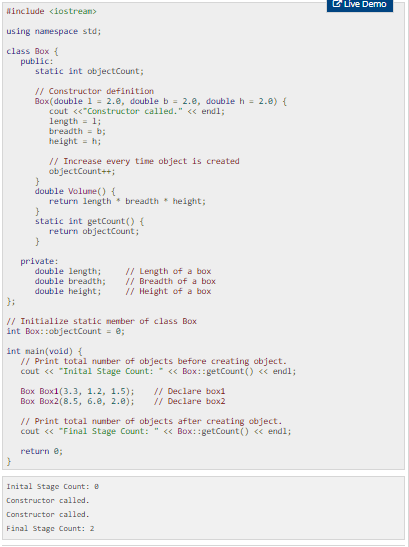 Live Demo
#include <iostream>
using namespace std;
class Box {
   public:
      static int objectCount;
      // Constructor definition
      Box(double l = 2.0, double b = 2.0, double h = 2.0) {
         cout <<"Constructor called." << endl;
         length = l;
         breadth = b;
         height = h;
         // Increase every time object is created
         objectCount++;
      }
      double Volume() {
         return length * breadth * height;
      }
      static int getCount() {
         return objectCount;
      }
   private:
      double length;     // Length of a box
      double breadth;    // Breadth of a box
      double height;     // Height of a box
};
// Initialize static member of class Box
int Box::objectCount = 0;
int main(void) {
   // Print total number of objects before creating object.
   cout << "Inital Stage Count: " << Box::getCount() << endl;
   Box Box1(3.3, 1.2, 1.5);    // Declare box1
   Box Box2(8.5, 6.0, 2.0);    // Declare box2
   // Print total number of objects after creating object.
   cout << "Final Stage Count: " << Box::getCount() << endl;
   return 0;
}
Inital Stage Count: 0
Constructor called.
Constructor called.
Final Stage Count: 2